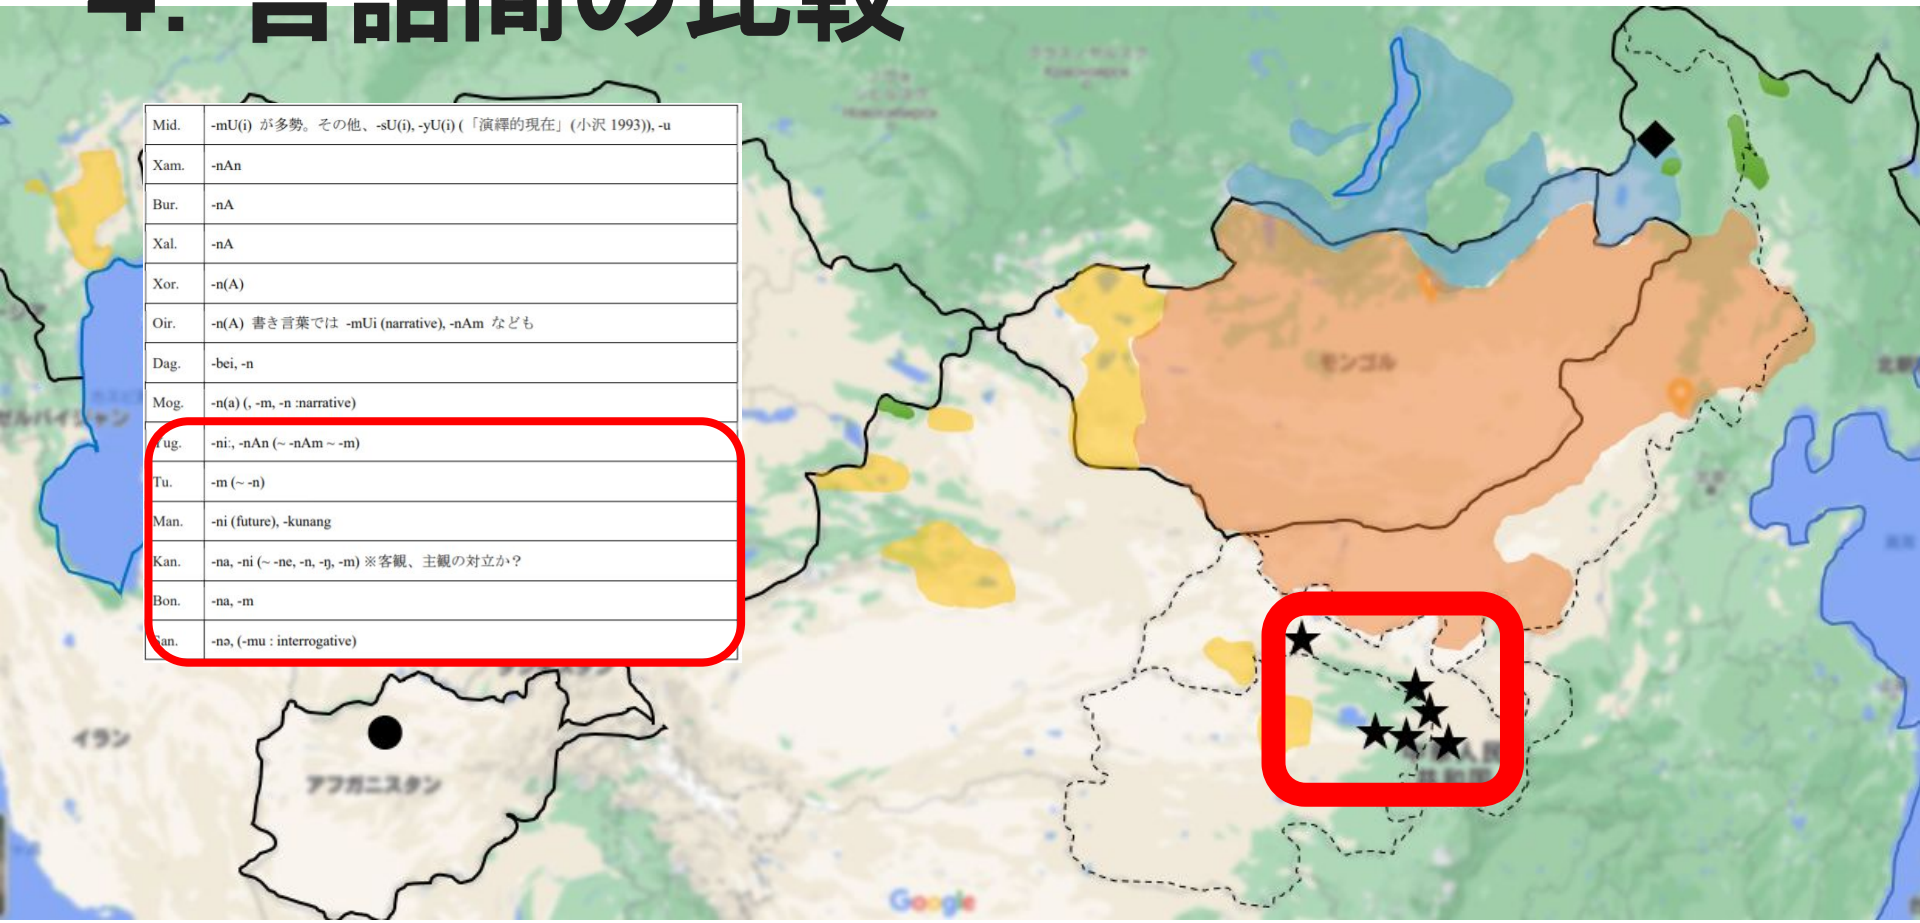 4. 言語間の比較
Mid. -mU(i) が多勢。その他、-sU(i), -yU(i) (「演繹的現在」(小沢 1993)), -u
Xam. -nAn
Bur. -nA
Xal. -nA
Xor. -n(A)
Oir. -n(A) 書き言葉では -mUi (narrative), -nAm なども
Dag. -bei, -n
Mog. -n(a) (, -m, -n :narrative)
Yug. -ni:, -nAn (~ -nAm ~ -m)
Tu. -m (~ -n)
Man. -ni (future), -kunang
Kan. -na, -ni (~ -ne, -n, -ŋ, -m) ※客観、主観の対立か?
Bon. -na, -m
San. -nə, (-mu : interrogative)
モンゴル
イラン
アフガニスタン
Google